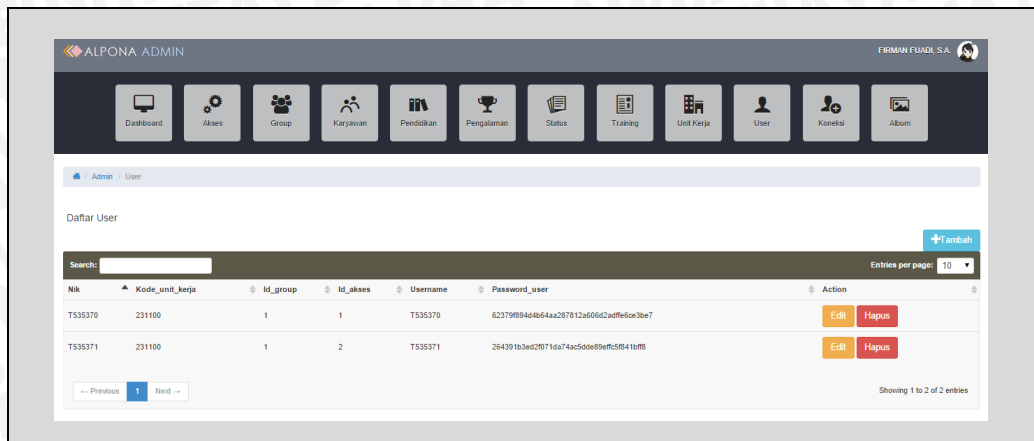 ALPONA ADMIN
FIRMAN FUADI, S.A.
Dashboard Akses Group Karyawan Pendidikan Pengalaman Status Training Unit Kerja User Koneksi Album
/ Admin / User
Daftar User
+Tambah
Search: Entries per page: 10
Nik Kode_unit_kerja Id_group Id_akses Username Password_user Action
T535370 231100 1 1 T535370 62379f894d4b64aa287812a606d2adffe6ce3be7 Edit Hapus
T535371 231100 1 2 T535371 264391b3ed2f071da74ac5dde89effc5f841bff8 Edit Hapus
← Previous 1 Next → Showing 1 to 2 of 2 entries